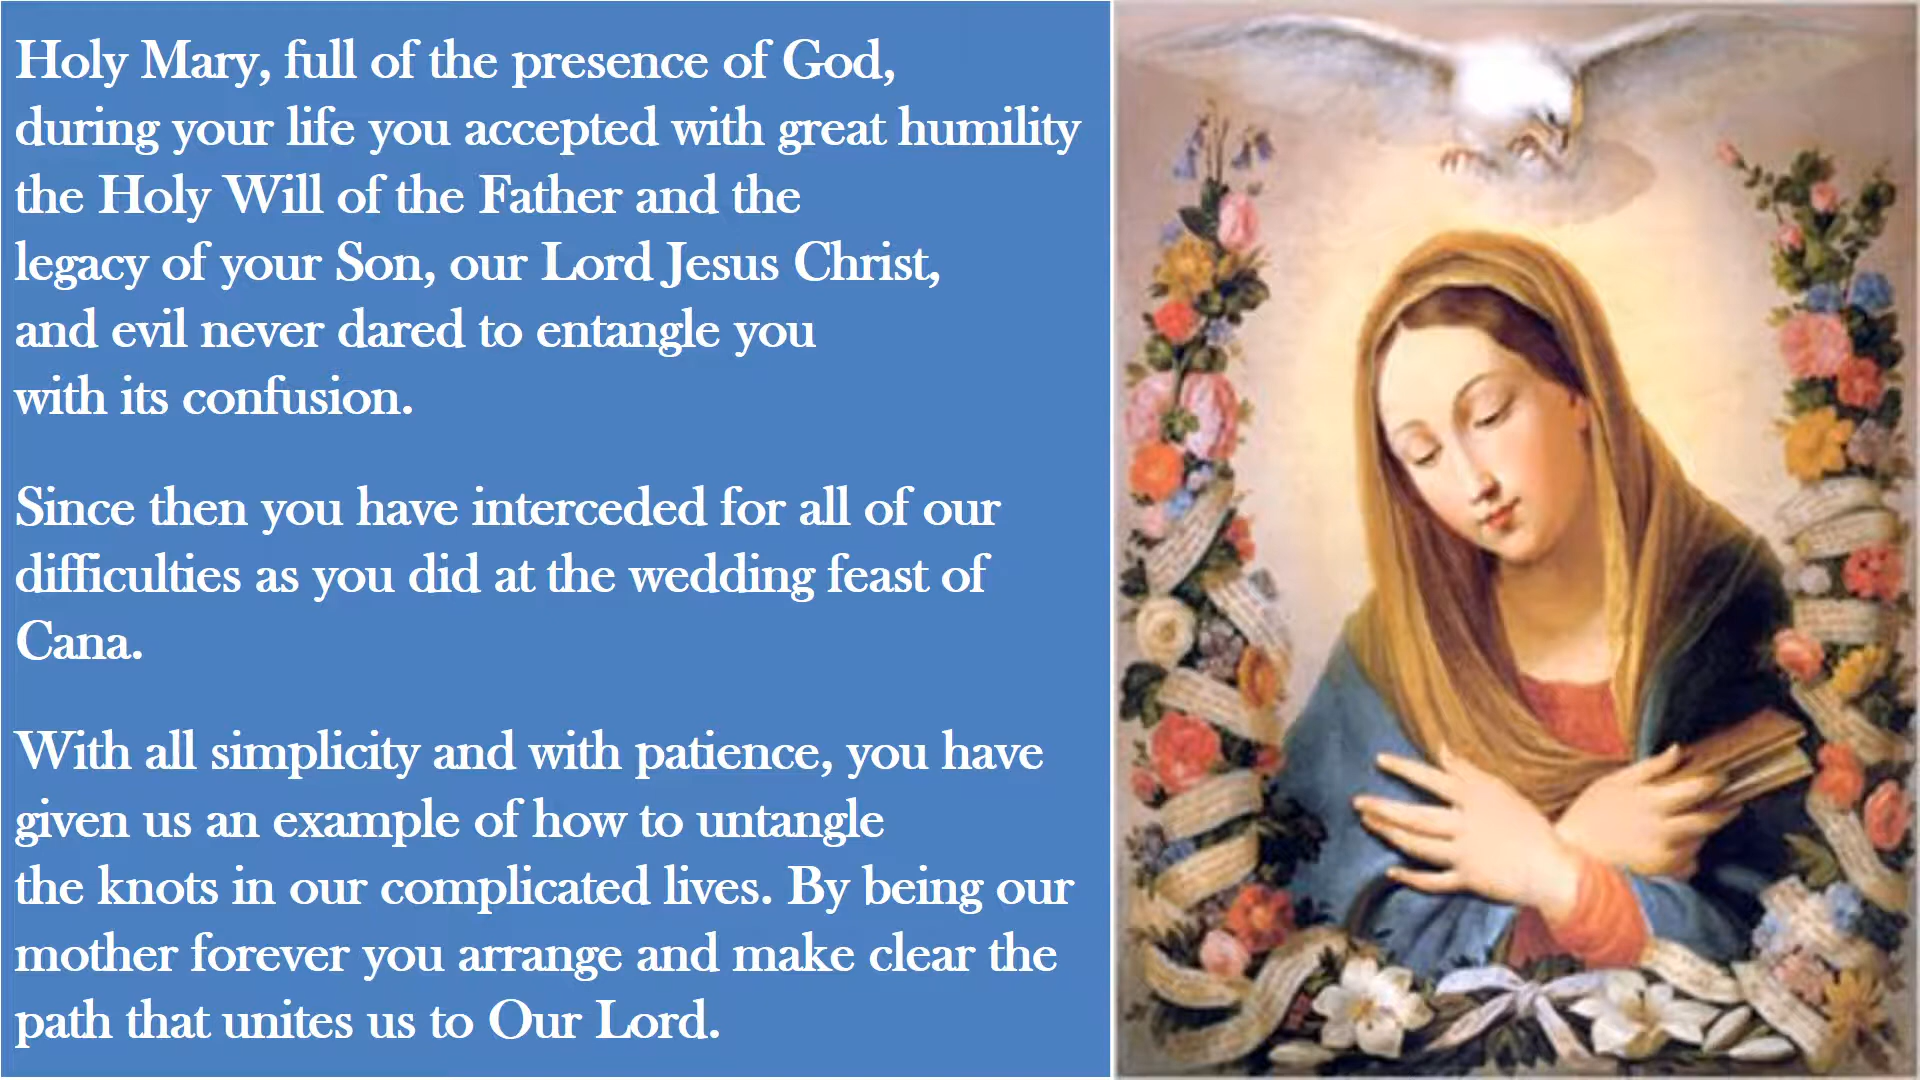 Holy Mary, full of the presence of God,
during your life you accepted with great humility
the Holy Will of the Father and the
legacy of your Son, our Lord Jesus Christ,
and evil never dared to entangle you
with its confusion.
Since then you have interceded for all of our
difficulties as you did at the wedding feast of
Cana.
With all simplicity and with patience, you have
given us an example of how to untangle
the knots in our complicated lives. By being our
mother forever you arrange and make clear the
path that unites us to Our Lord.